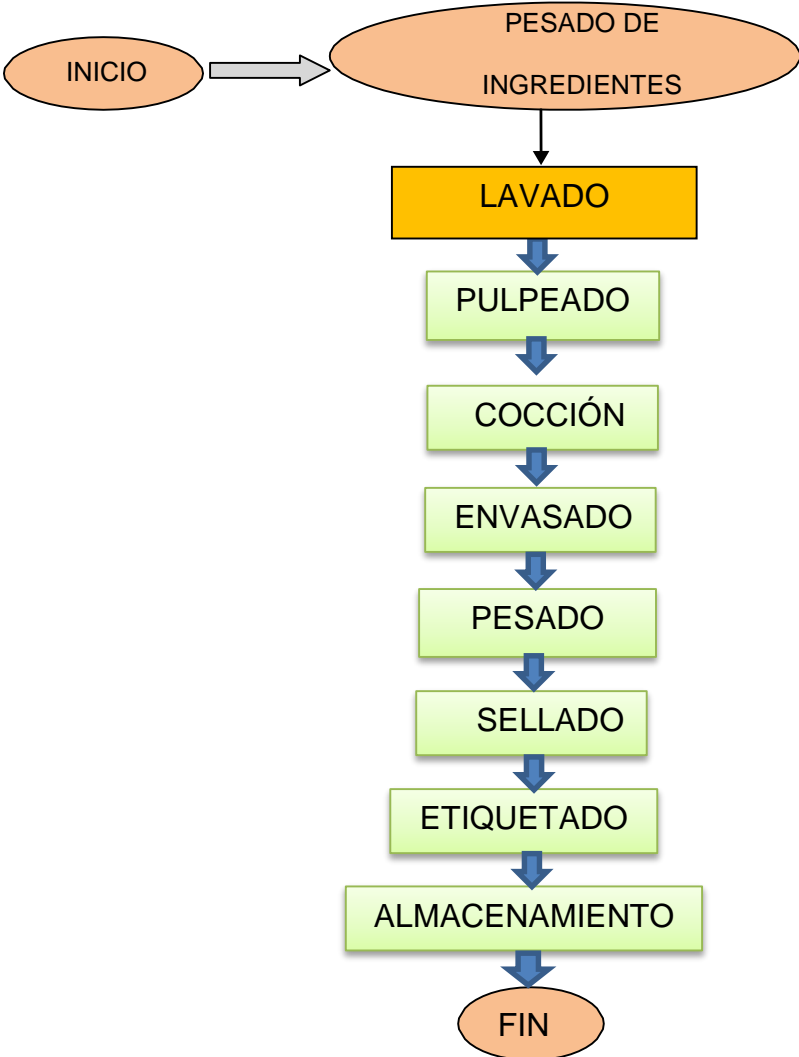 INICIO
PESADO DE
INGREDIENTES
LAVADO
PULPEADO
COCCIÓN
ENVASADO
PESADO
SELLADO
ETIQUETADO
ALMACENAMIENTO
FIN